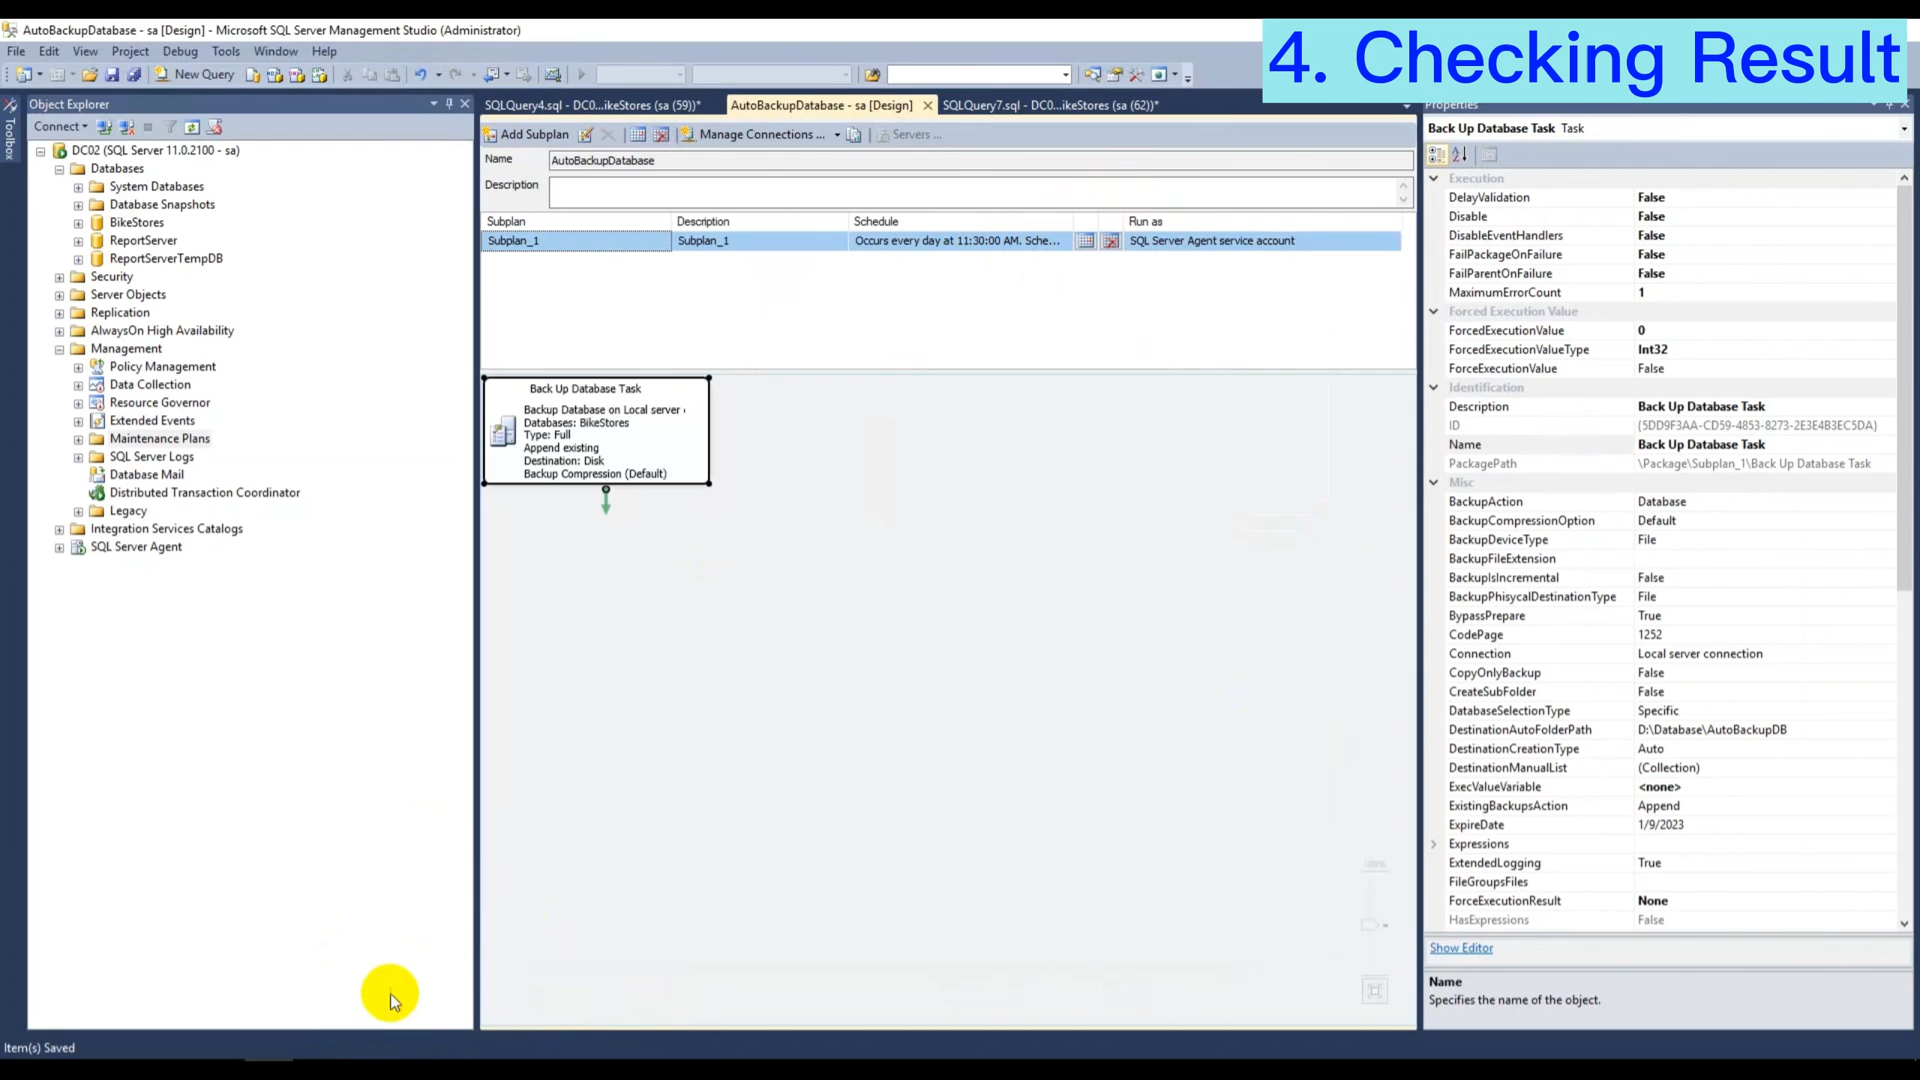 AutoBackupDatabase - sa [Design] - Microsoft SQL Server Management Studio (Administrator)
4. Checking Result
File Edit View Project Debug Tools Window Help
New Query
Toolbox
Object Explorer
Connect
DC02 (SQL Server 11.0.2100 - sa)
Databases
System Databases
Database Snapshots
BikeStores
ReportServer
ReportServerTempDB
Security
Server Objects
Replication
AlwaysOn High Availability
Management
Policy Management
Data Collection
Resource Governor
Extended Events
Maintenance Plans
SQL Server Logs
Database Mail
Distributed Transaction Coordinator
Legacy
Integration Services Catalogs
SQL Server Agent
SQLQuery4.sql - DC0...ikeStores (sa (59))* AutoBackupDatabase - sa [Design] SQLQuery7.sql - DC0...ikeStores (sa (62))*
Add Subplan Manage Connections ... Servers ...
Name AutoBackupDatabase
Description
Subplan Description Schedule Run as
Subplan_1 Subplan_1 Occurs every day at 11:30:00 AM. Sche... SQL Server Agent service account
Back Up Database Task
Backup Database on Local server
Databases: BikeStores
Type: Full
Append existing
Destination: Disk
Backup Compression (Default)
100%
Properties
Back Up Database Task Task
Execution
DelayValidation False
Disable False
DisableEventHandlers False
FailPackageOnFailure False
FailParentOnFailure False
MaximumErrorCount 1
Forced Execution Value
ForcedExecutionValue 0
ForcedExecutionValueType Int32
ForceExecutionValue False
Identification
Description Back Up Database Task
ID {5DD9F3AA-CD59-4853-8273-2E3E4B3EC5DA}
Name Back Up Database Task
PackagePath \Package\Subplan_1\Back Up Database Task
Misc
BackupAction Database
BackupCompressionOption Default
BackupDeviceType File
BackupFileExtension
BackupIsIncremental False
BackupPhisycalDestinationType File
BypassPrepare True
CodePage 1252
Connection Local server connection
CopyOnlyBackup False
CreateSubFolder False
DatabaseSelectionType Specific
DestinationAutoFolderPath D:\Database\AutoBackupDB
DestinationCreationType Auto
DestinationManualList (Collection)
ExecValueVariable <none>
ExistingBackupsAction Append
ExpireDate 1/9/2023
Expressions
ExtendedLogging True
FileGroupsFiles
ForceExecutionResult None
HasExpressions False
Show Editor
Name
Specifies the name of the object.
Item(s) Saved